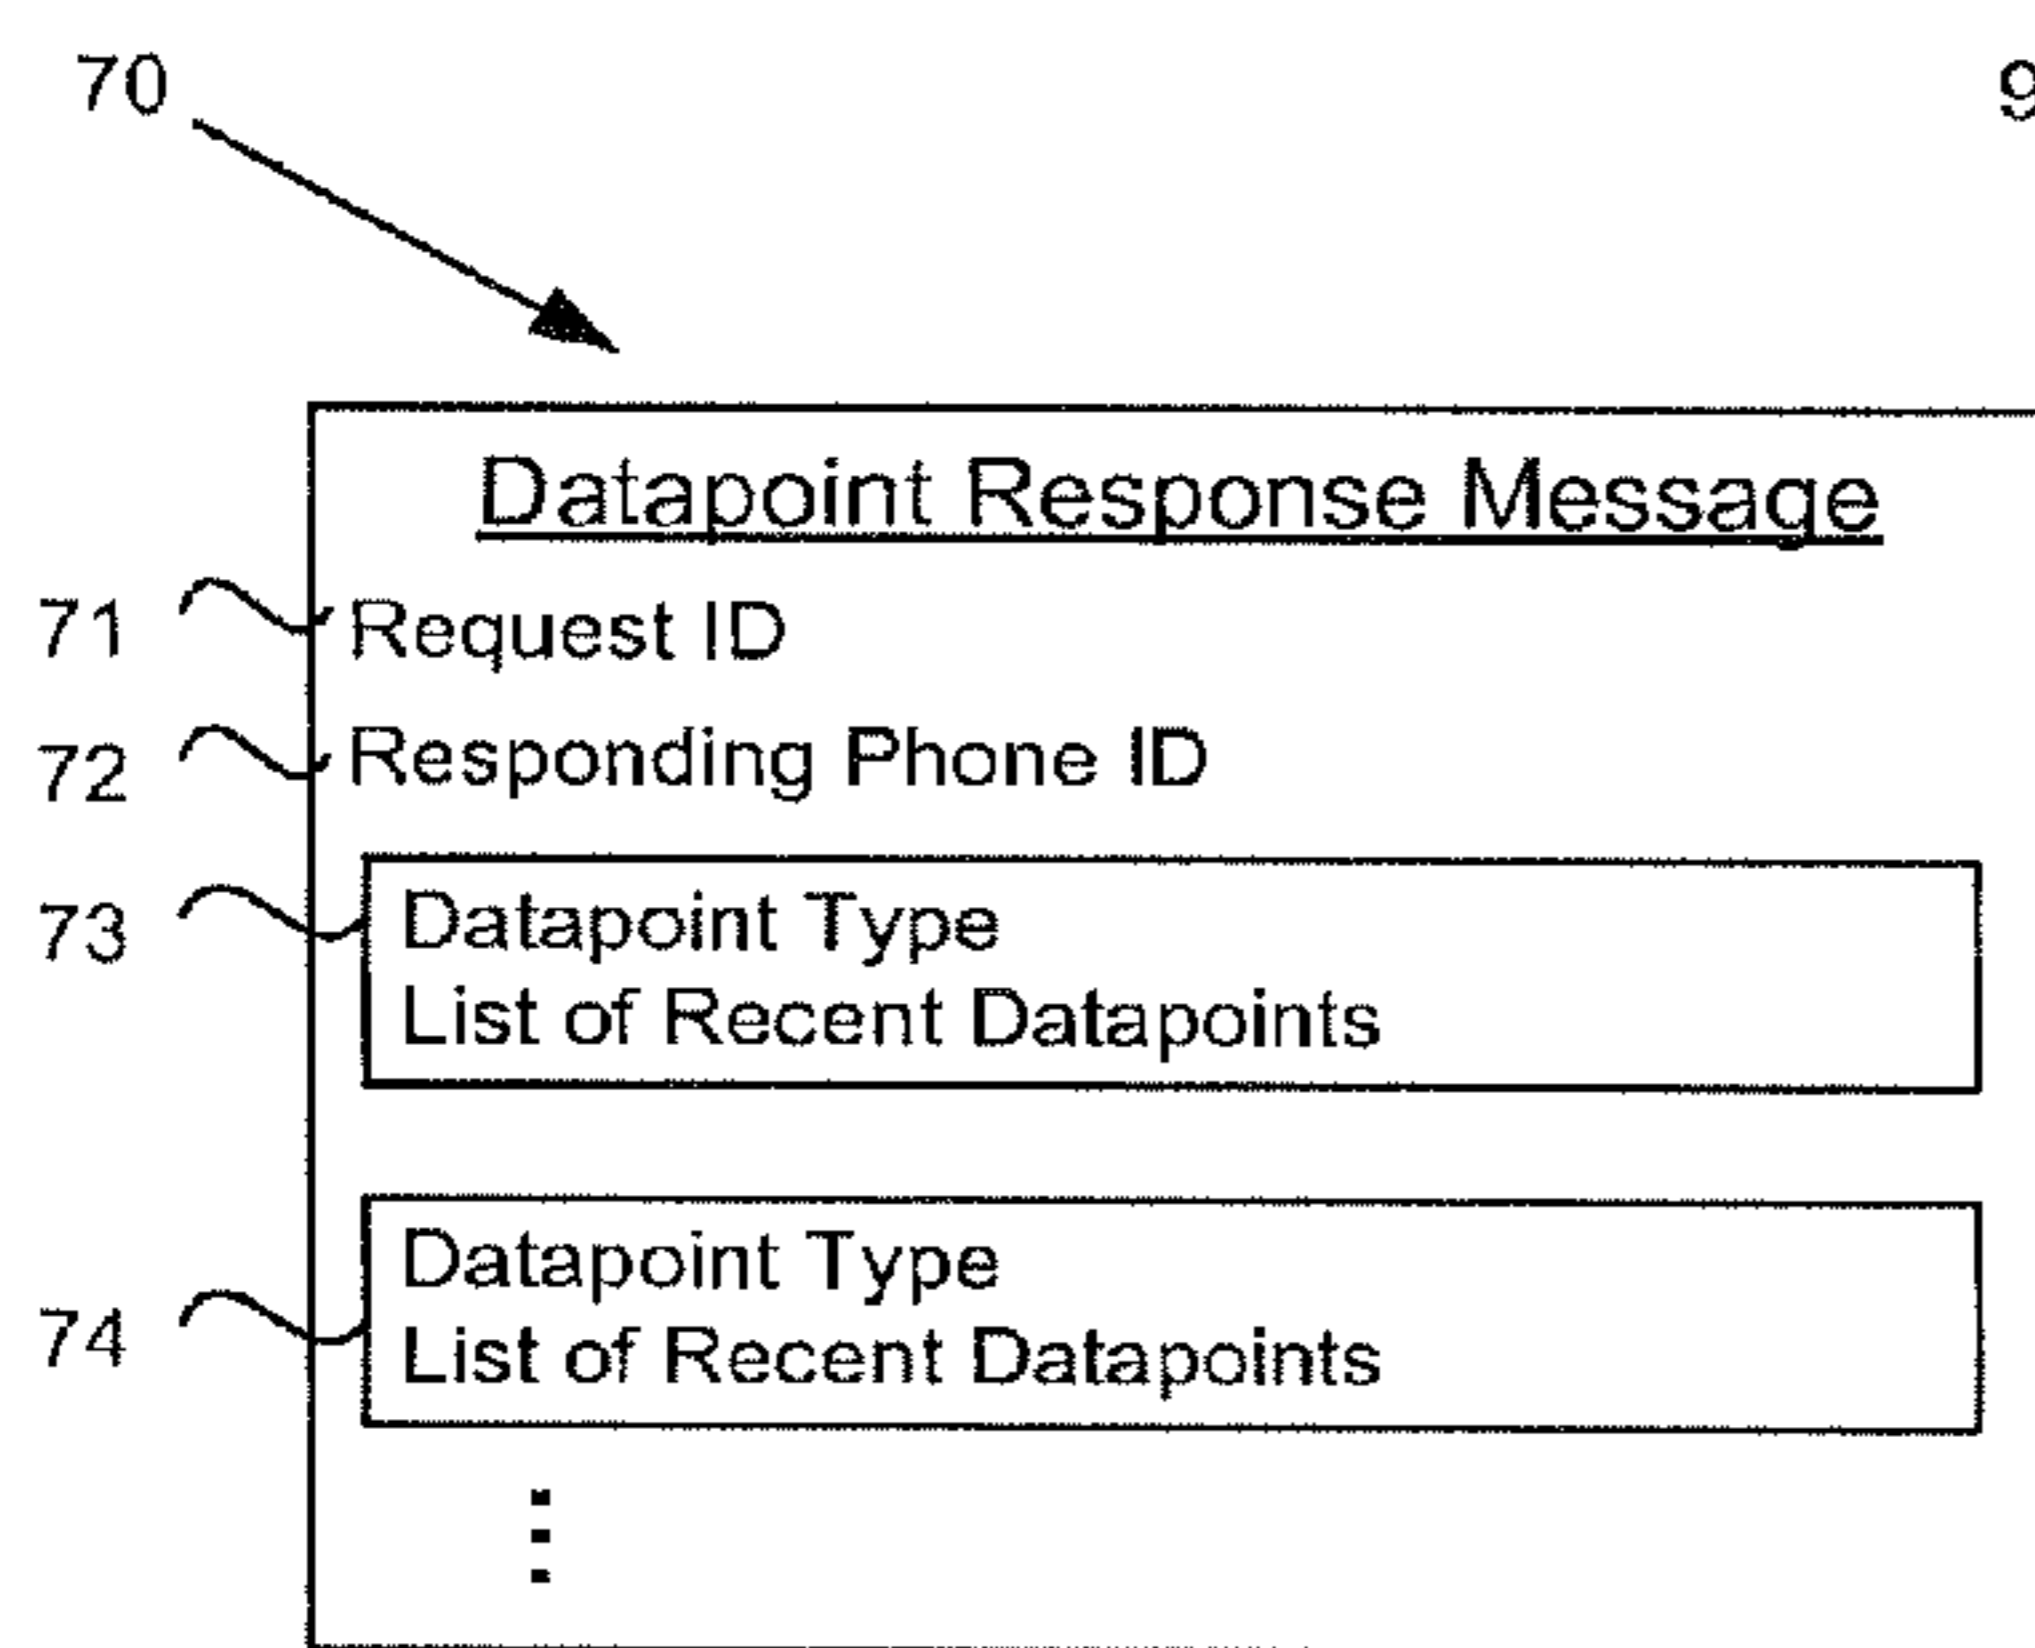 70
9
Datapoint Response Message
71 Request ID
72 Responding Phone ID
73 Datapoint Type
List of Recent Datapoints
Datapoint Type
74 List of Recent Datapoints